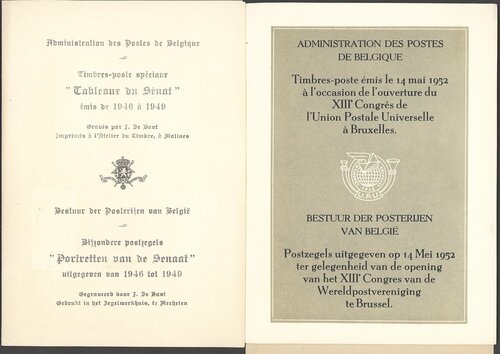 Administration des Postes de Belgique
Timbres-poste spéciaux
"Tableaux du Sénat"
émis de 1946 à 1949
Gravés par J. De Bast
Imprimés à l'Atelier du Timbre, à Malines
Bestuur der Posterijen van België
Bijzondere postzegels
"Portretten van de Senaat"
uitgegeven van 1946 tot 1949
Gegraveerd door J. De Bast
Gedrukt in het Zegelwerkhuis, te Mechelen
ADMINISTRATION DES POSTES
DE BELGIQUE
Timbres-poste émis le 14 mai 1952
à l'occasion de l'ouverture du
XIIIe Congrès de
l'Union Postale Universelle
à Bruxelles.
U.P.U.
BESTUUR DER POSTERIJEN
VAN BELGIË
Postzegels uitgegeven op 14 Mei 1952
ter gelegenheid van de opening
van het XIIIe Congres van de
Wereldpostvereniging
te Brussel.